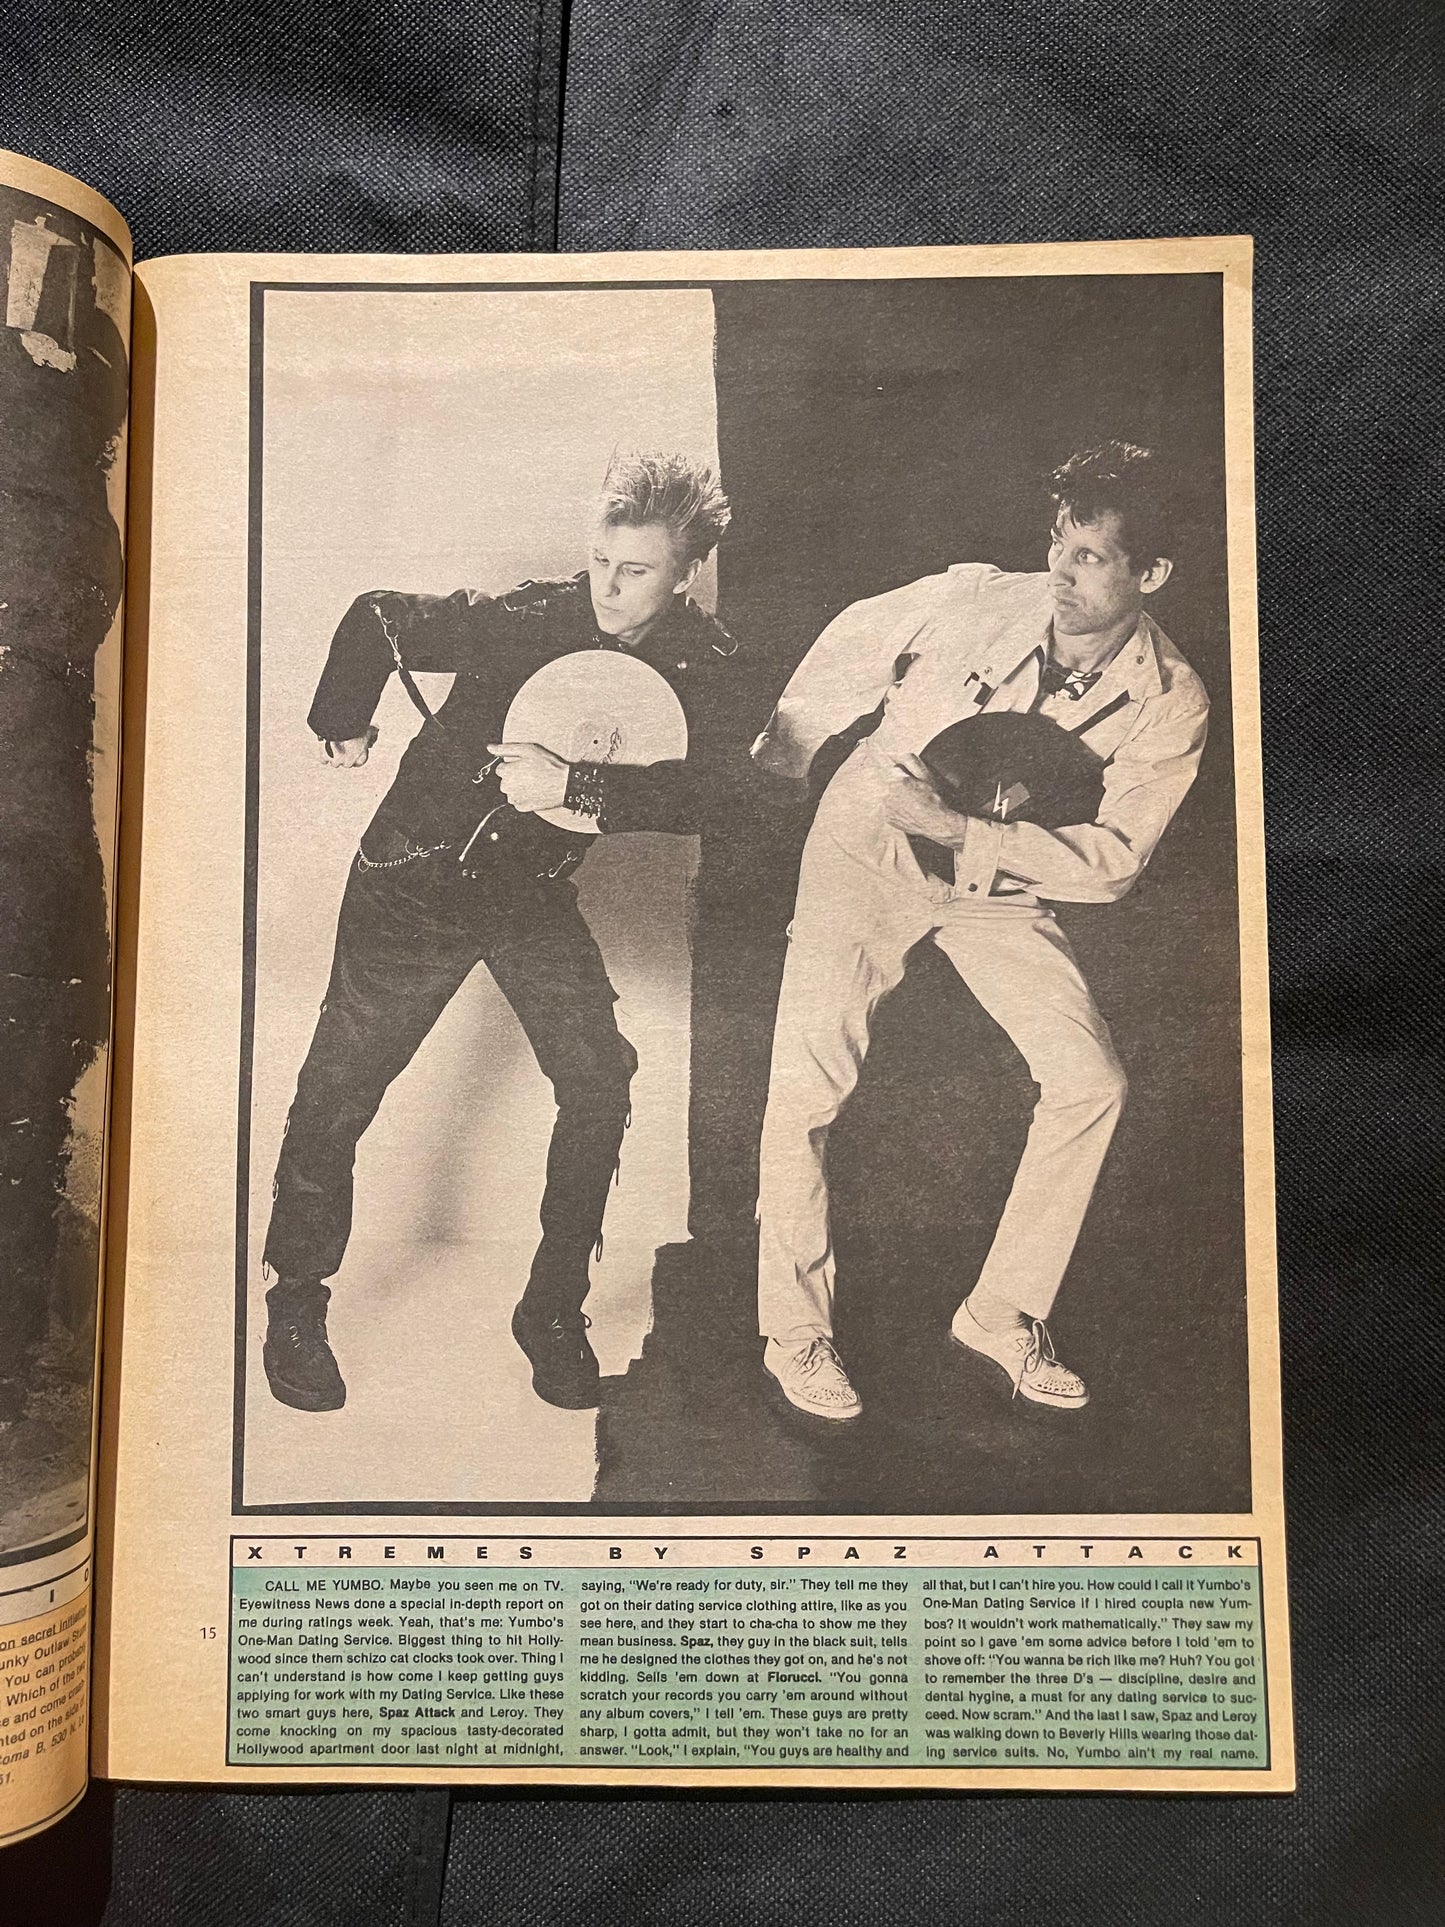 XTREMES BY SPAZ ATTACK
CALL ME YUMBO. Maybe you seen me on TV.
Eyewitness News done a special in-depth report on
me during ratings week. Yeah, that's me: Yumbo's
One-Man Dating Service. Biggest thing to hit Holly-
wood since them schizo cat clocks took over. Thing I
can't understand is how come I keep getting guys
applying for work with my Dating Service. Like these
two smart guys here, Spaz Attack and Leroy. They
come knocking on my spacious tasty-decorated
Hollywood apartment door last night at midnight,
saying, "We're ready for duty, sir." They tell me they
got on their dating service clothing attire, like as you
see here, and they start to cha-cha to show me they
mean business. Spaz, they guy in the black suit, tells
me he designed the clothes they got on, and he's not
kidding. Sells 'em down at Fiorucci. "You gonna
scratch your records you carry 'em around without
any album covers," I tell 'em. These guys are pretty
sharp, I gotta admit, but they won't take no for an
answer. "Look," I explain, "You guys are healthy and
all that, but I can't hire you. How could I call it Yumbo's
One-Man Dating Service if I hired coupla new Yum-
bos? It wouldn't work mathematically." They saw my
point so I gave 'em some advice before I told 'em to
shove off: "You wanna be rich like me? Huh? You got
to remember the three D's — discipline, desire and
dental hygine, a must for any dating service to suc-
ceed. Now scram." And the last I saw, Spaz and Leroy
was walking down to Beverly Hills wearing those dat-
ing service suits. No, Yumbo ain't my real name.
15
I O
on secret initiation
unky Outlaw
You can probably
Which of the two
e and come
nted on the side of
oma B, 530 N. La
51.